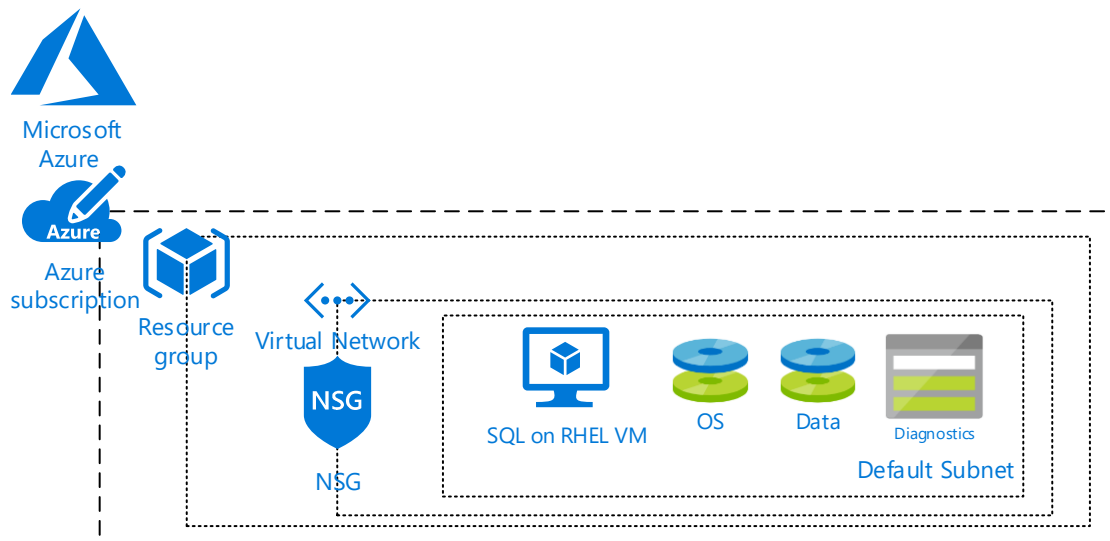 Microsoft
Azure
Azure
Azure
subscription
Resource
group
Virtual Network
NSG
NSG
SQL on RHEL VM
OS
Data
Diagnostics
Default Subnet